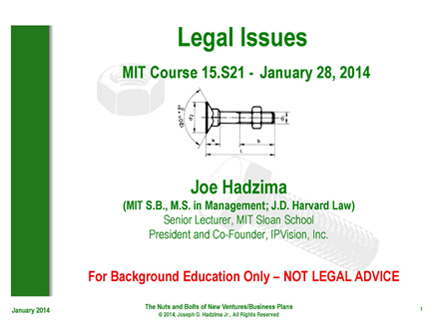 Legal Issues
MIT Course 15.S21 - January 28, 2014
Joe Hadzima
(MIT S.B., M.S. in Management; J.D. Harvard Law)
Senior Lecturer, MIT Sloan School
President and Co-Founder, IPVision, Inc.
For Background Education Only – NOT LEGAL ADVICE
January 2014
The Nuts and Bolts of New Ventures/Business Plans
© 2014, Joseph G. Hadzima Jr., All Rights Reserved
1